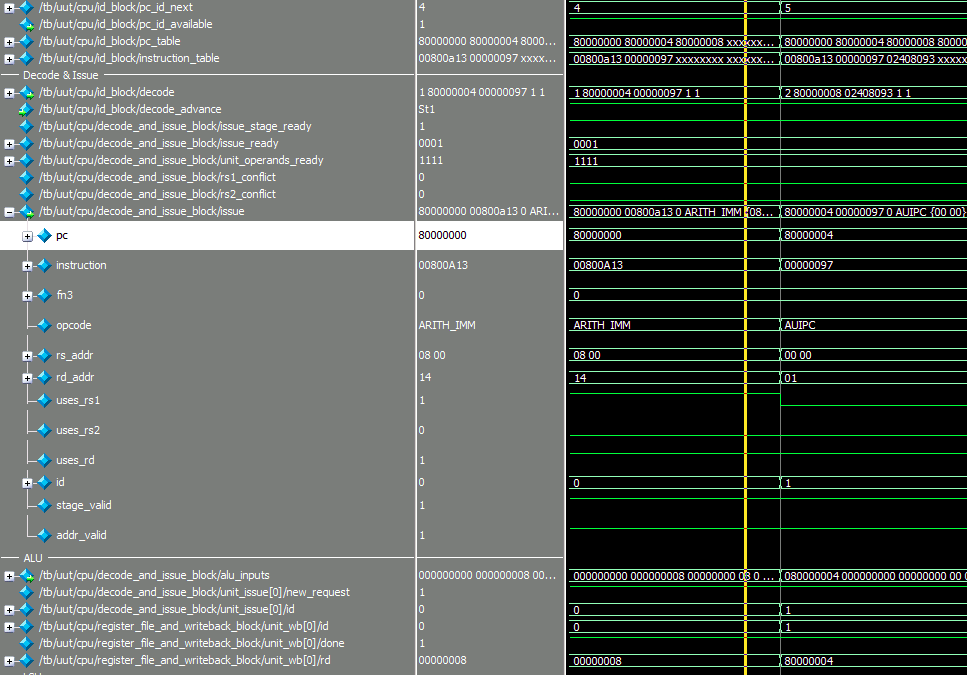 /tb/uut/cpu/id_block/pc_id_next 4 4 5
/tb/uut/cpu/id_block/pc_id_available 1
/tb/uut/cpu/id_block/pc_table 80000000 80000004 8000... 80000000 80000004 80000008 xxxxxx... 80000000 80000004 80000008 80000
/tb/uut/cpu/id_block/instruction_table 00800a13 00000097 xxxx... 00800a13 00000097 xxxxxxxx xxxxxx... 00800a13 00000097 02408093 xxxxx
Decode & Issue
/tb/uut/cpu/id_block/decode 1 80000004 00000097 1 1 1 80000004 00000097 1 1 2 80000008 02408093 1 1
/tb/uut/cpu/id_block/decode_advance St1
/tb/uut/cpu/decode_and_issue_block/issue_stage_ready 1
/tb/uut/cpu/decode_and_issue_block/issue_ready 0001 0001
/tb/uut/cpu/decode_and_issue_block/unit_operands_ready 1111 1111
/tb/uut/cpu/decode_and_issue_block/rs1_conflict 0
/tb/uut/cpu/decode_and_issue_block/rs2_conflict 0
/tb/uut/cpu/decode_and_issue_block/issue 80000000 00800a13 0 ARI... 80000000 00800a13 0 ARITH_IMM {08... 80000004 00000097 0 AUIPC {00 00}
pc 80000000 80000000 80000004
instruction 00800A13 00800A13 00000097
fn3 0 0
opcode ARITH_IMM ARITH_IMM AUIPC
rs_addr 08 00 08 00 00 00
rd_addr 14 14 01
uses_rs1 1
uses_rs2 0
uses_rd 1
id 0 0 1
stage_valid 1
addr_valid 1
ALU
/tb/uut/cpu/decode_and_issue_block/alu_inputs 000000000 000000008 00... 000000000 000000008 00000000 08 0 ... 080000004 000000000 00000000 00 0
/tb/uut/cpu/decode_and_issue_block/unit_issue[0]/new_request 1
/tb/uut/cpu/decode_and_issue_block/unit_issue[0]/id 0 0 1
/tb/uut/cpu/register_file_and_writeback_block/unit_wb[0]/id 0 0 1
/tb/uut/cpu/register_file_and_writeback_block/unit_wb[0]/done 1
/tb/uut/cpu/register_file_and_writeback_block/unit_wb[0]/rd 00000008 00000008 80000004